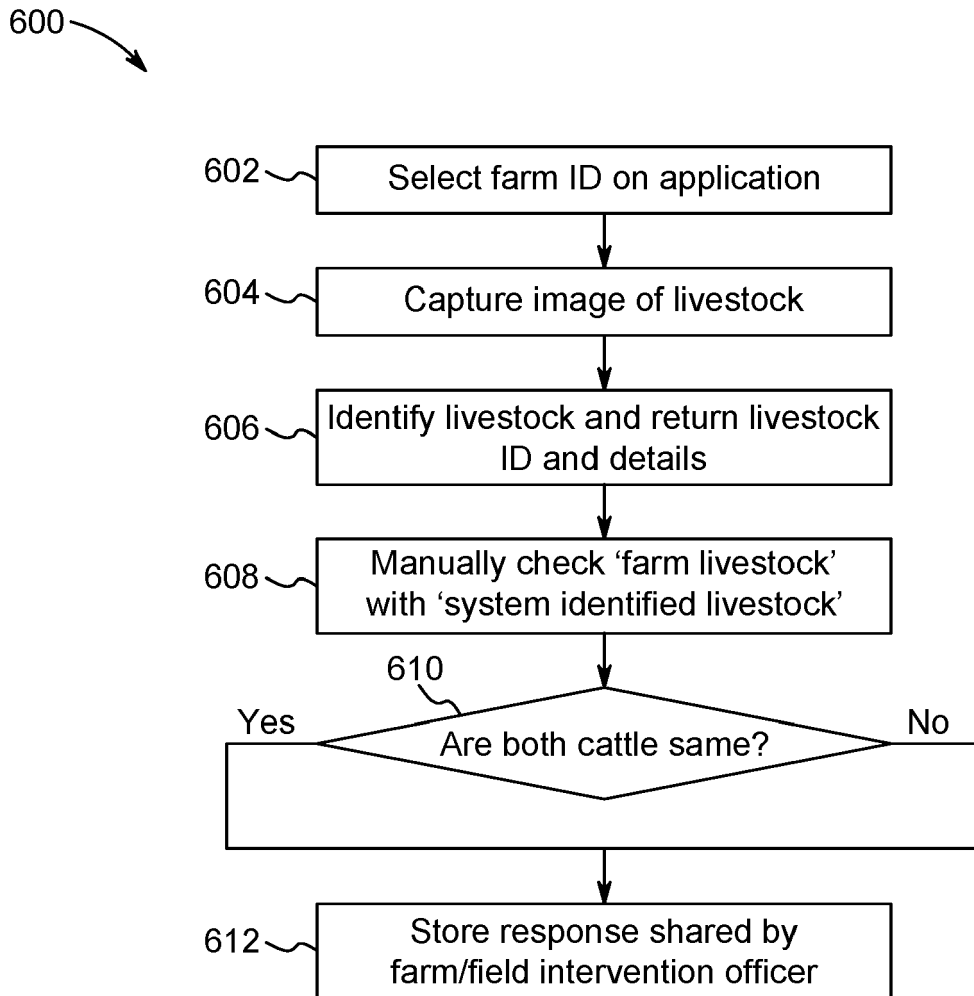 600
602
Select farm ID on application
604
Capture image of livestock
606
Identify livestock and return livestock
ID and details
608
Manually check ‘farm livestock’
with ‘system identified livestock’
610
Yes
Are both cattle same?
No
612
Store response shared by
farm/field intervention officer